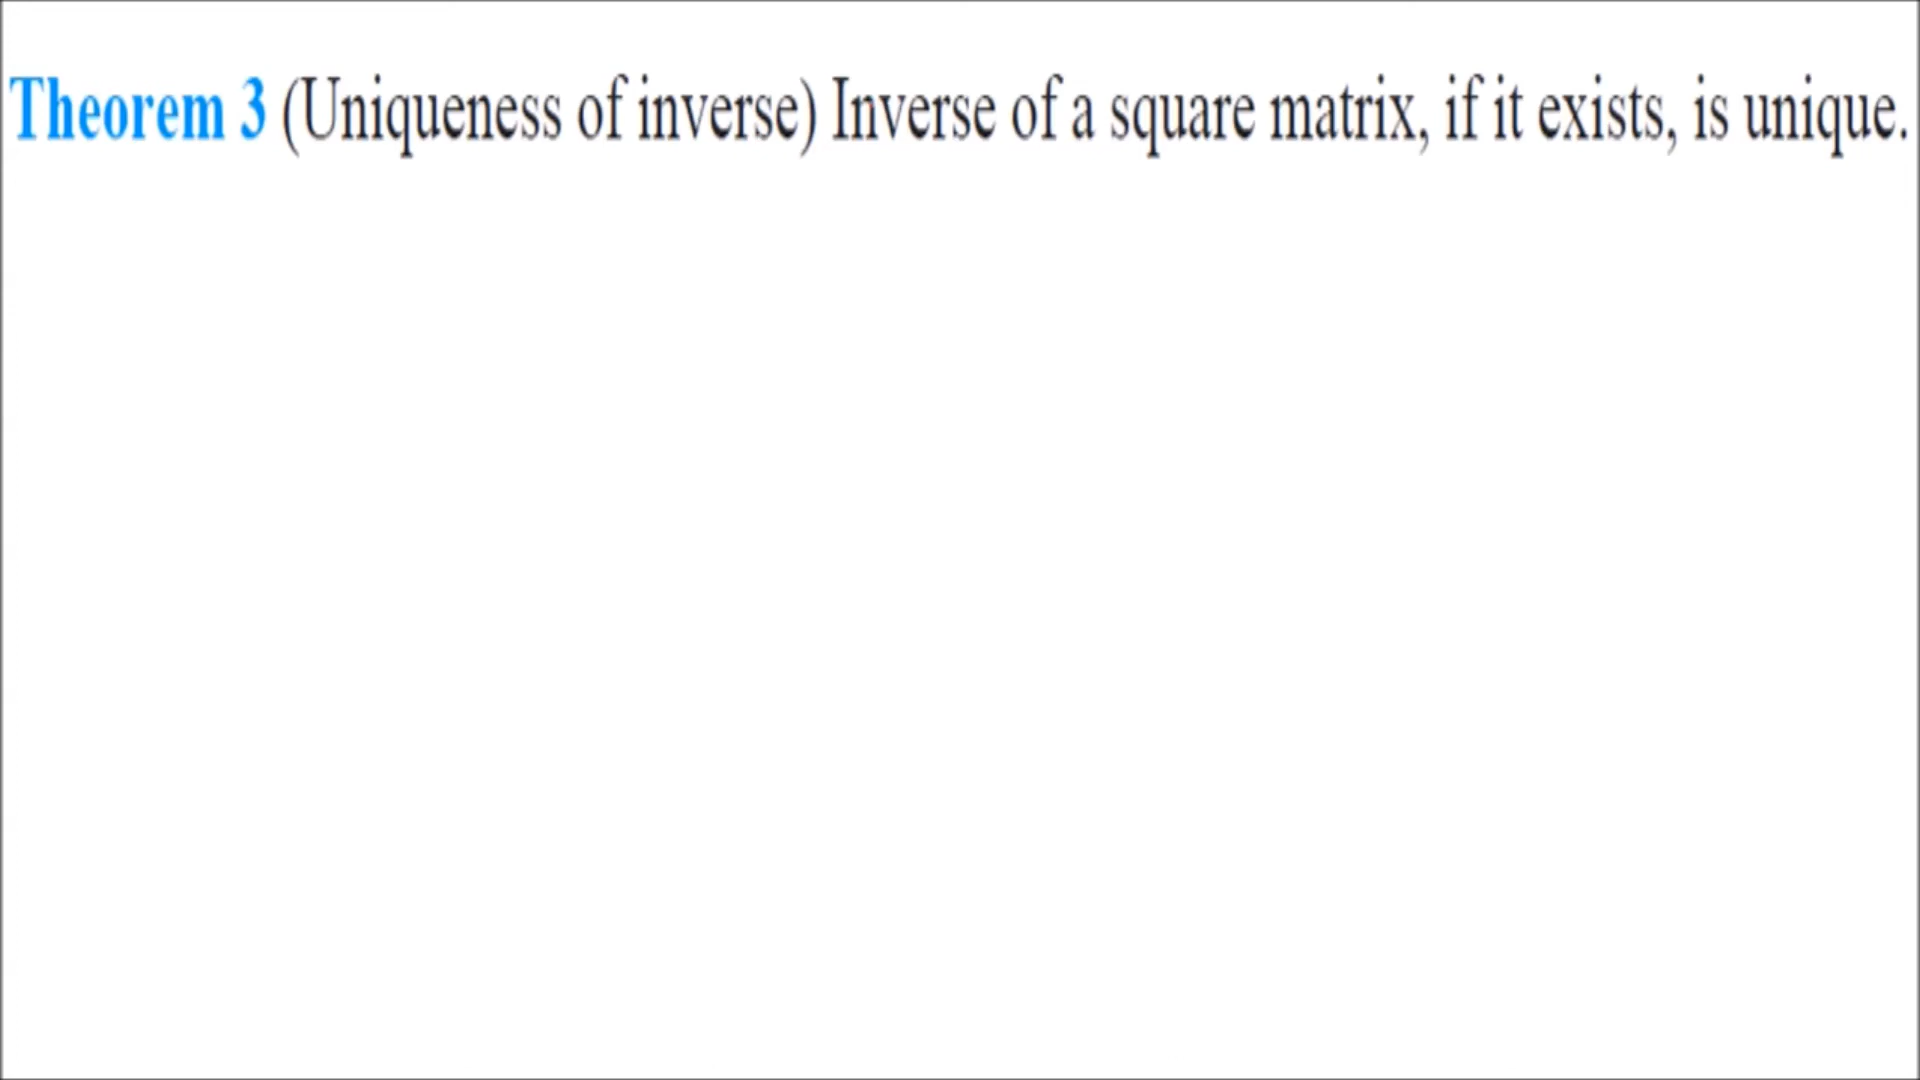 Theorem 3 (Uniqueness of inverse) Inverse of a square matrix, if it exists, is unique.